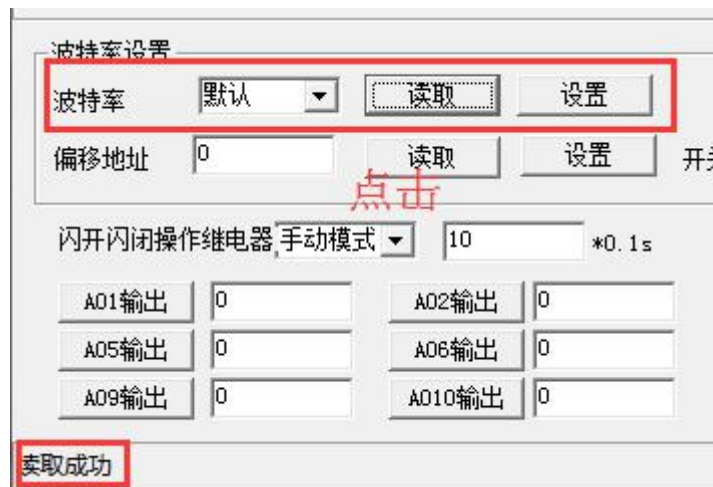 波特率设置
波特率 默认 读取 设置
偏移地址 0 读取 设置 开
点击
闪开闪闭操作继电器 手动模式 10 *0.1s
A01输出 0 A02输出 0
A05输出 0 A06输出 0
A09输出 0 A010输出 0
读取成功